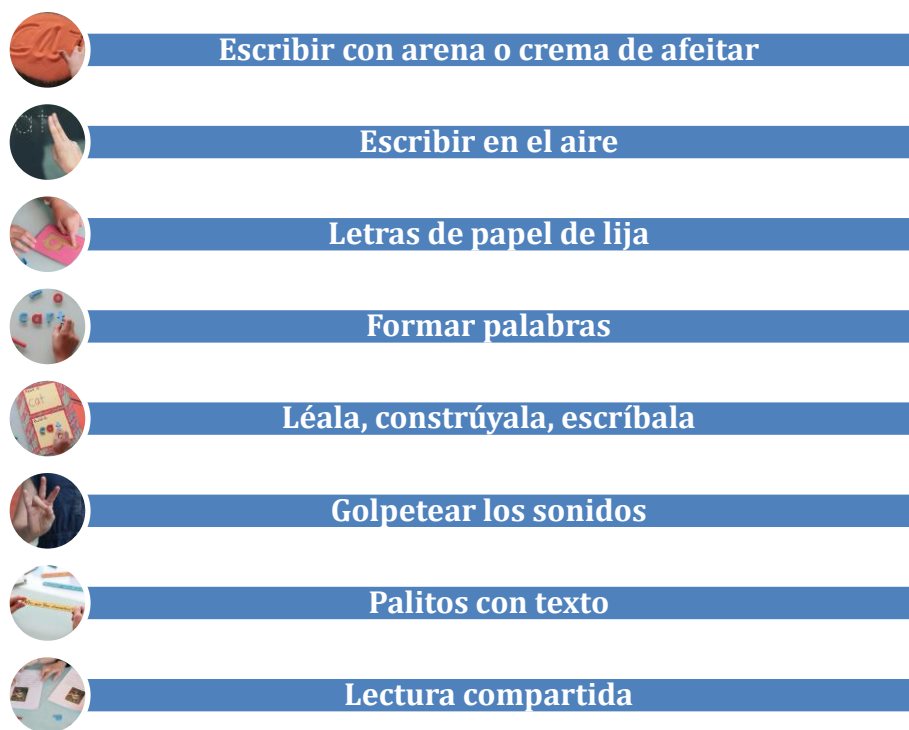 Escribir con arena o crema de afeitar
Escribir en el aire
Letras de papel de lija
Formar palabras
Léala, constrúyala, escríbala
cat
Golpetear los sonidos
Palitos con texto
Lectura compartida